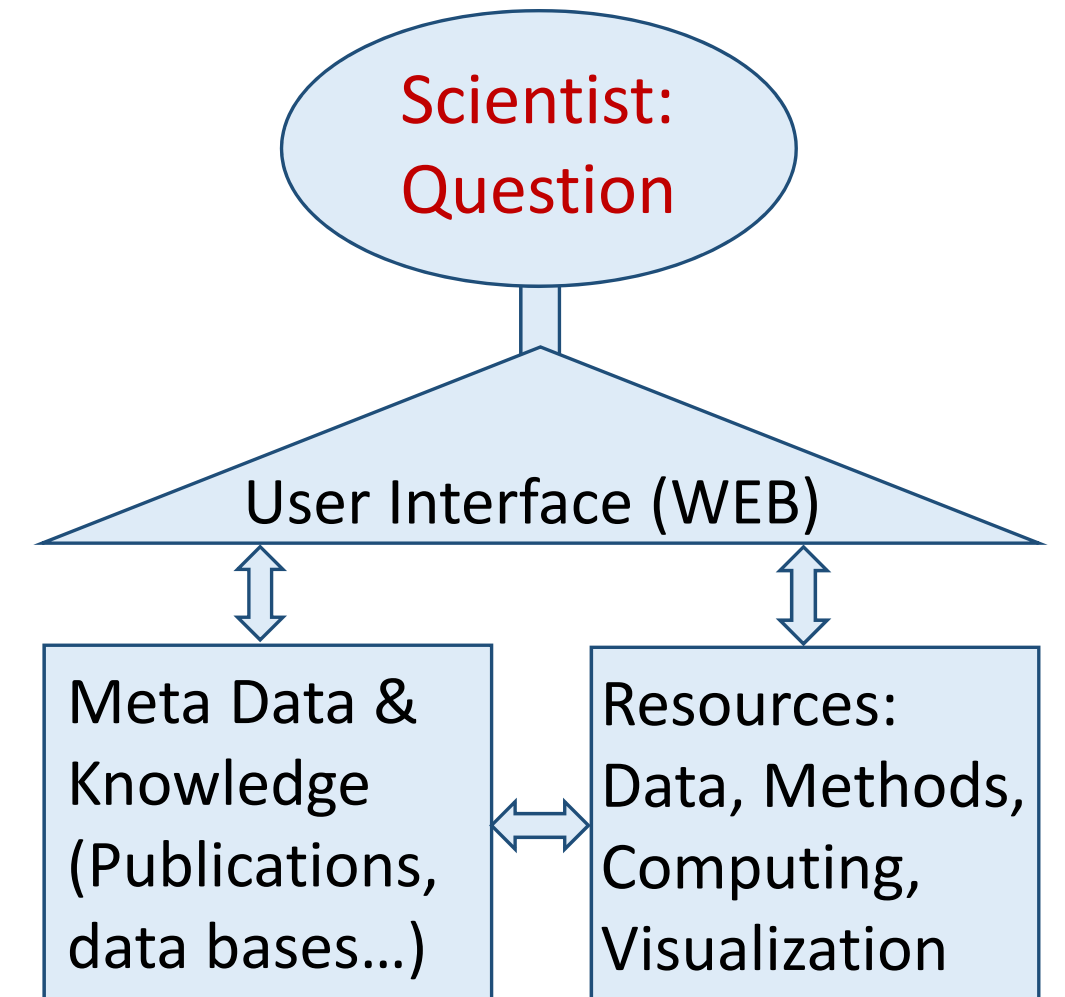 Scientist:
Question
User Interface (WEB)
Meta Data &
Knowledge
(Publications,
data bases…)
Resources:
Data, Methods,
Computing,
Visualization